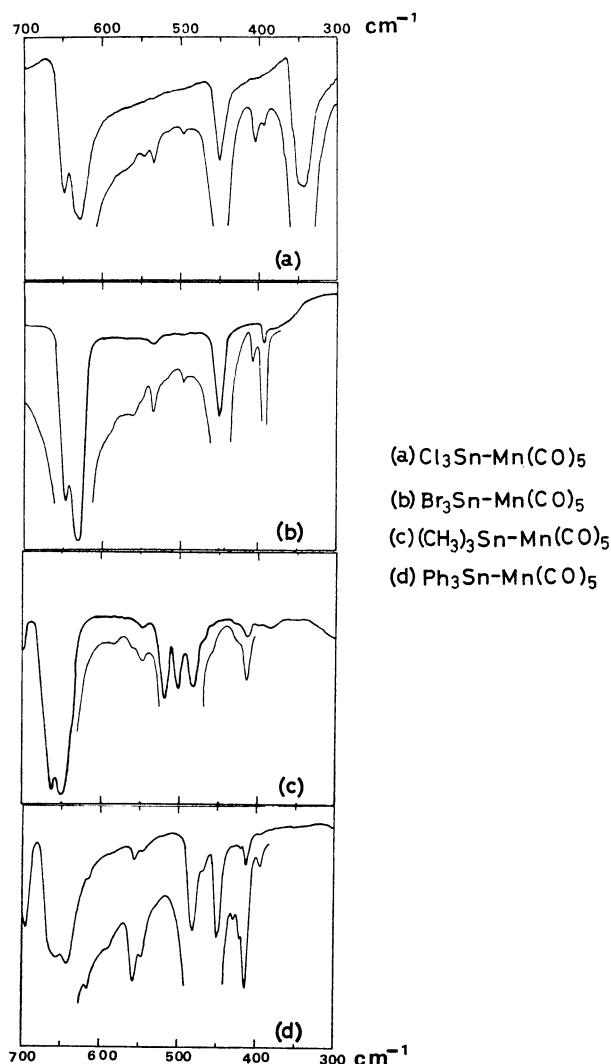 700 600 500 400 300 cm⁻¹
(a)
(b)
(c)
(d)
700 600 500 400 300 cm⁻¹
(a) Cl₃Sn-Mn(CO)₅
(b) Br₃Sn-Mn(CO)₅
(c) (CH₃)₃Sn-Mn(CO)₅
(d) Ph₃Sn-Mn(CO)₅